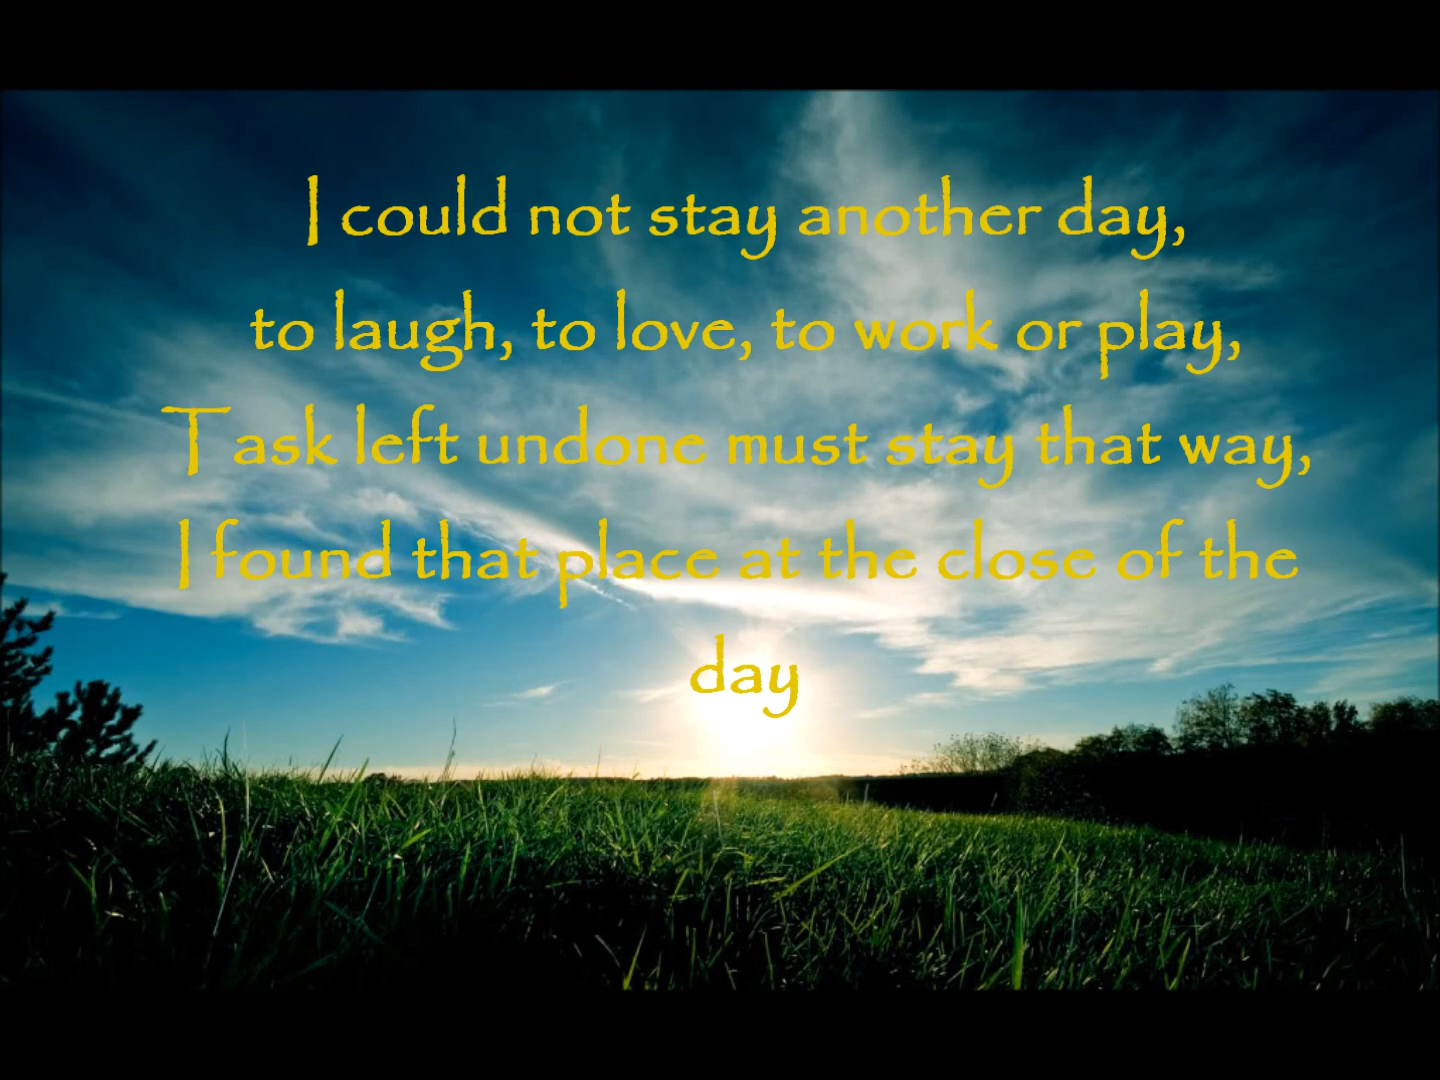 I could not stay another day,
to laugh, to love, to work or play,
Task left undone must stay that way,
I found that place at the close of the
day